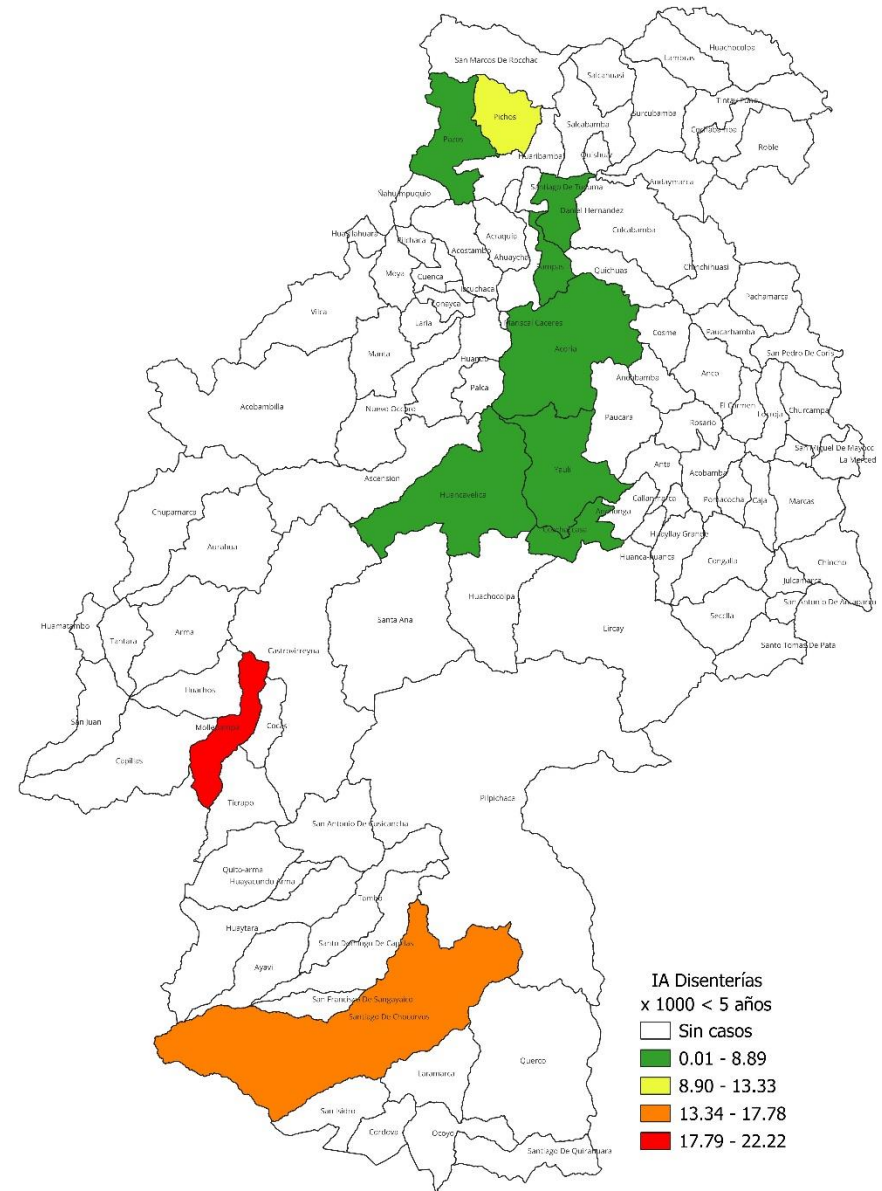 Huachocolpa
Lambras
San Marcos De Rocchac
Salcahuasi
Tintay Puncu
Surcubamba
Pichos
Salcabamba
Pazos
Roble
Huaribamba
Quishuar
Andaymarca
Santiago De Tucuma
Ñahuimpuquio
Daniel Hernandez
Colcabamba
Acraquia
Pilchaca
Acostambo
Ahuaycha
Chinchihuasi
Moya
Cuenca
Pampas
Quichuas
Izcuchaca
Pachamarca
Conayca
Vilca
Mariscal Caceres
Laria
Cosme
Paucarbamba
Acoria
Manta
San Pedro De Coris
Huando
Anco
Andabamba
Palca
Acobambilla
Nuevo Occoro
El Carmen
Locroja
Churcampa
Paucara
Rosario
San Miguel De Mayocc
La Merced
Anta
Yauli
Acobamba
Ascension
Huancavelica
Callanmarca
Pomacocha
Caja
Marcas
Chupamarca
Anchonga
Ccochaccasa
Huayllay Grande
Aurahua
Huanca-huanca
Congalla
Chincho
Julcamarca
Huachocolpa
San Antonio De Antaparco
Santa Ana
Secclla
Lircay
Huamatambo
Arma
Tantara
Santo Tomas De Pata
Castrovirreyna
Huachos
San Juan
Mollepampa
Cocas
Capillas
Pilpichaca
Ticrapo
San Antonio De Cusicancha
Quito-arma
Huayacundo Arma
Tambo
Huaytara
Santo Domingo De Capillas
Ayavi
San Francisco De Sangayaico
Santiago De Chocorvos
Querco
Laramarca
San Isidro
Cordova
Ocoyo
Santiago De Quirahuara
IA Disenterías
x 1000 < 5 años
Sin casos
0.01 - 8.89
8.90 - 13.33
13.34 - 17.78
17.79 - 22.22